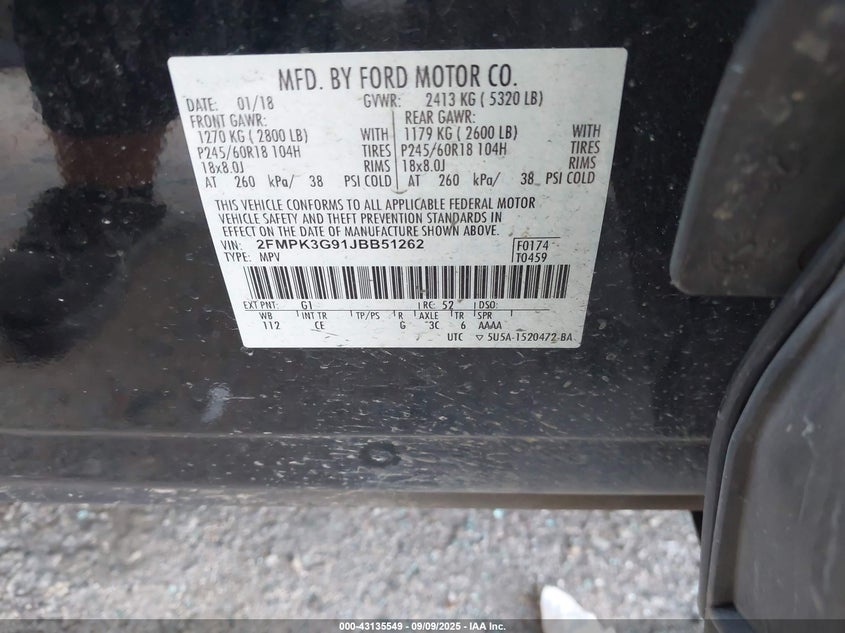 MFD. BY FORD MOTOR CO.
DATE: 01/18 GVWR: 2413 KG ( 5320 LB)
FRONT GAWR: REAR GAWR:
1270 KG ( 2800 LB) WITH 1179 KG ( 2600 LB) WITH
P245/60R18 104H TIRES P245/60R18 104H TIRES
18x8.0J RIMS 18x8.0J RIMS
AT 260 kPa/ 38 PSI COLD AT 260 kPa/ 38 PSI COLD
THIS VEHICLE CONFORMS TO ALL APPLICABLE FEDERAL MOTOR
VEHICLE SAFETY AND THEFT PREVENTION STANDARDS IN
EFFECT ON THE DATE OF MANUFACTURE SHOWN ABOVE.
VIN: 2FMPK3G91JBB51262 F0174
TYPE: MPV T0459
EXT PNT: G1 RC: 52 DSO:
WB INT TR TP/PS R AXLE TR SPR
112 CE G 3C 6 AAAA
UTC ▽ 5U5A-1520472-BA
000-43135549 - 09/09/2025 - IAA Inc.